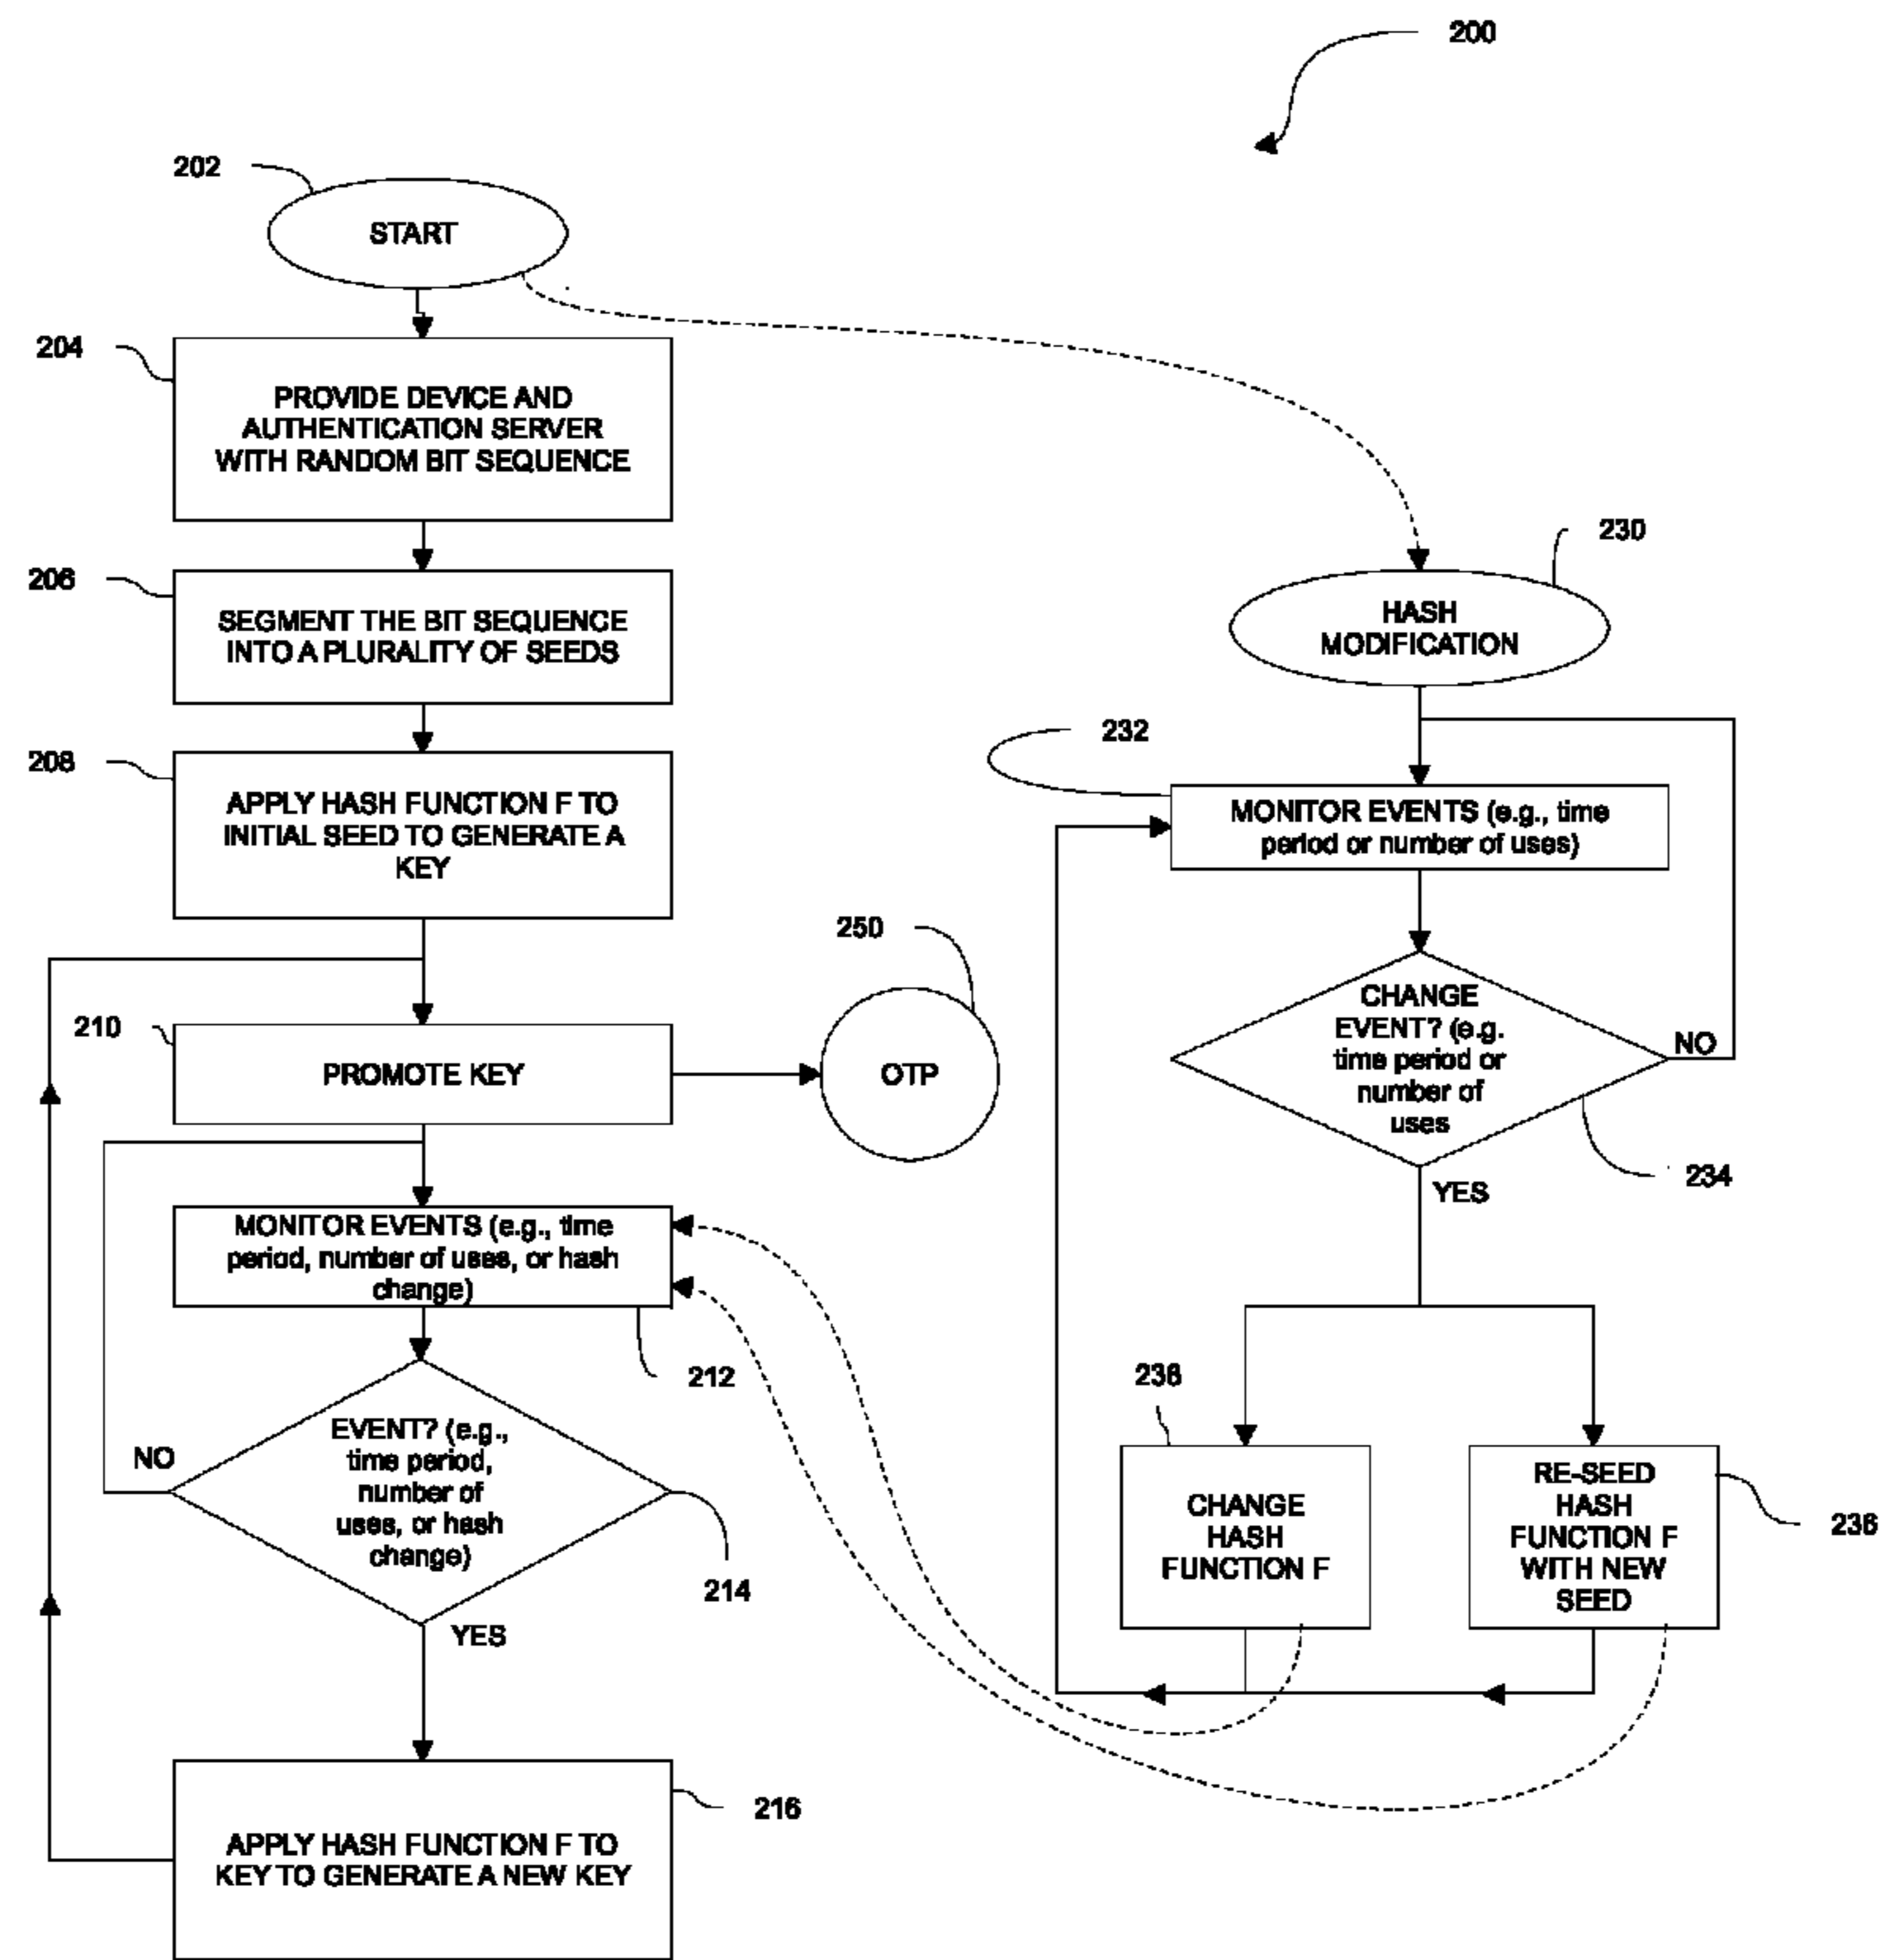 200
202
START
204
PROVIDE DEVICE AND
AUTHENTICATION SERVER
WITH RANDOM BIT SEQUENCE
206
SEGMENT THE BIT SEQUENCE
INTO A PLURALITY OF SEEDS
208
APPLY HASH FUNCTION F TO
INITIAL SEED TO GENERATE A
KEY
210
PROMOTE KEY
250
OTP
MONITOR EVENTS (e.g., time
period, number of uses, or hash
change)
212
EVENT? (e.g.,
time period,
number of
uses, or hash
change)
NO
214
YES
216
APPLY HASH FUNCTION F TO
KEY TO GENERATE A NEW KEY
230
HASH
MODIFICATION
232
MONITOR EVENTS (e.g., time
period or number of uses)
CHANGE
EVENT? (e.g.
time period or
number of
uses
NO
234
YES
238
CHANGE
HASH
FUNCTION F
RE-SEED
HASH
FUNCTION F
WITH NEW
SEED
236